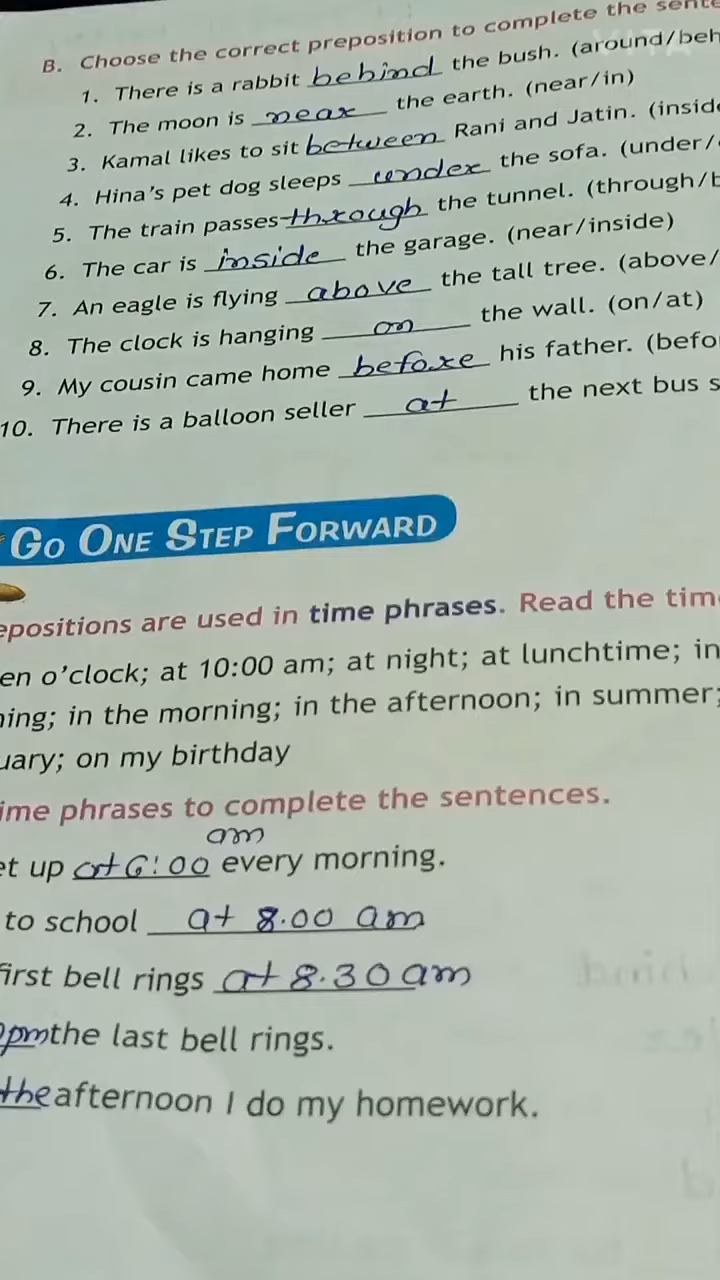 B. Choose the correct preposition to complete the sente
1. There is a rabbit behind the bush. (around/beh
2. The moon is near the earth. (near/in)
3. Kamal likes to sit between Rani and Jatin. (insid
4. Hina's pet dog sleeps under the sofa. (under/
5. The train passes through the tunnel. (through/b
6. The car is inside the garage. (near/inside)
7. An eagle is flying above the tall tree. (above/
8. The clock is hanging on the wall. (on/at)
9. My cousin came home before his father. (befo
10. There is a balloon seller at the next bus s
GO ONE STEP FORWARD
epositions are used in time phrases. Read the tim
en o'clock; at 10:00 am; at night; at lunchtime; in
ning; in the morning; in the afternoon; in summer;
uary; on my birthday
ime phrases to complete the sentences.
am
et up at 6:00 every morning.
to school at 8.00 am
first bell rings at 8.30 am
pm the last bell rings.
the afternoon I do my homework.